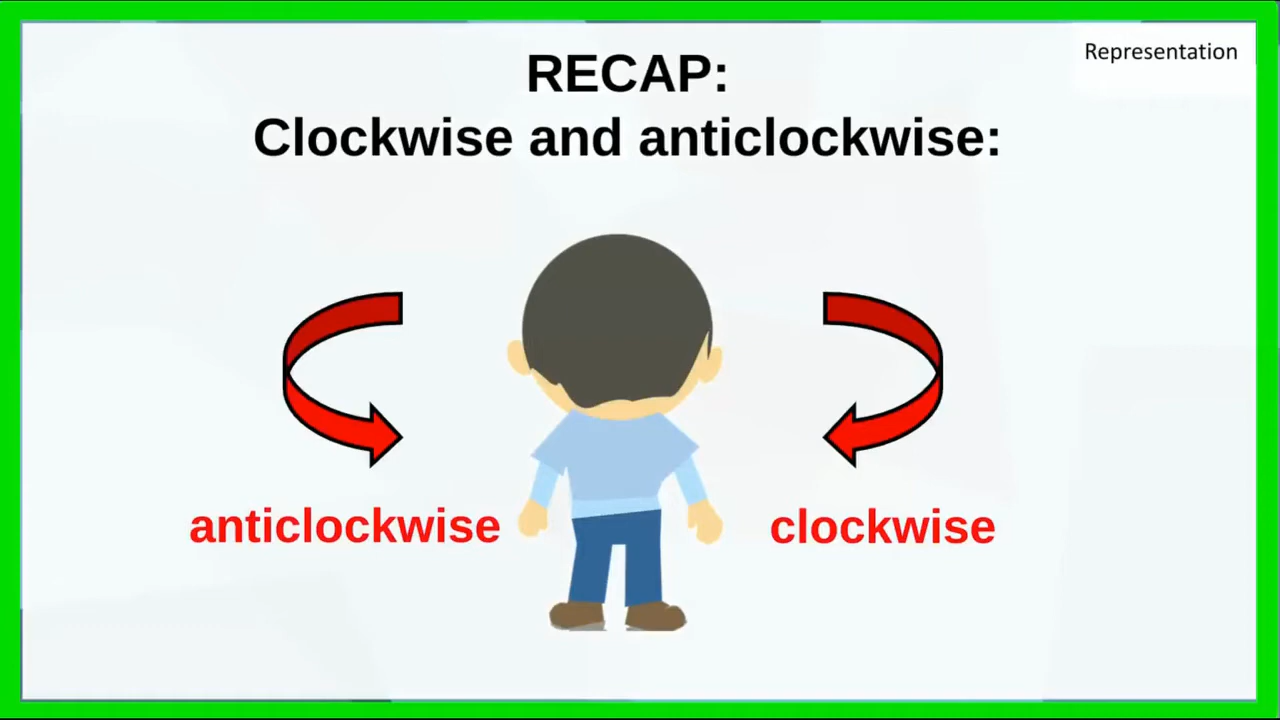 Representation
RECAP:
Clockwise and anticlockwise:
anticlockwise
clockwise